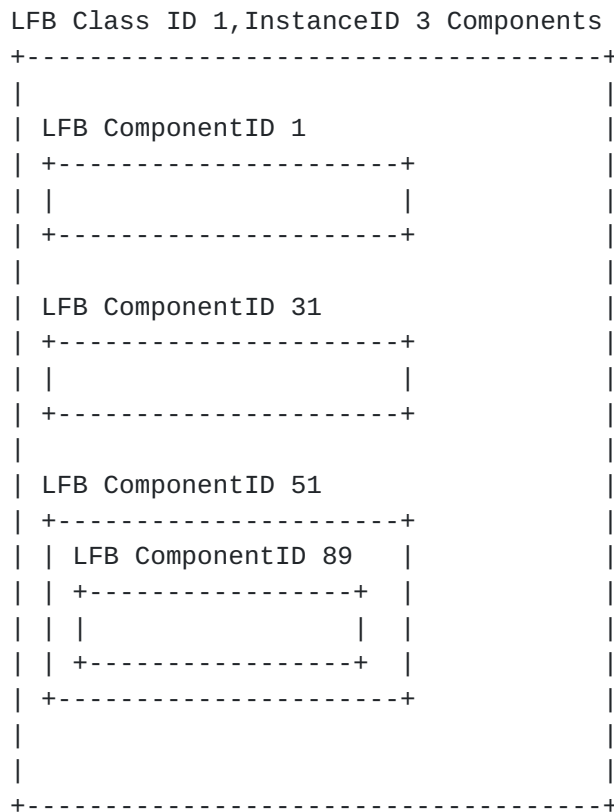 LFB Class ID 1,InstanceID 3 Components
LFB ComponentID 1
LFB ComponentID 31
LFB ComponentID 51
LFB ComponentID 89